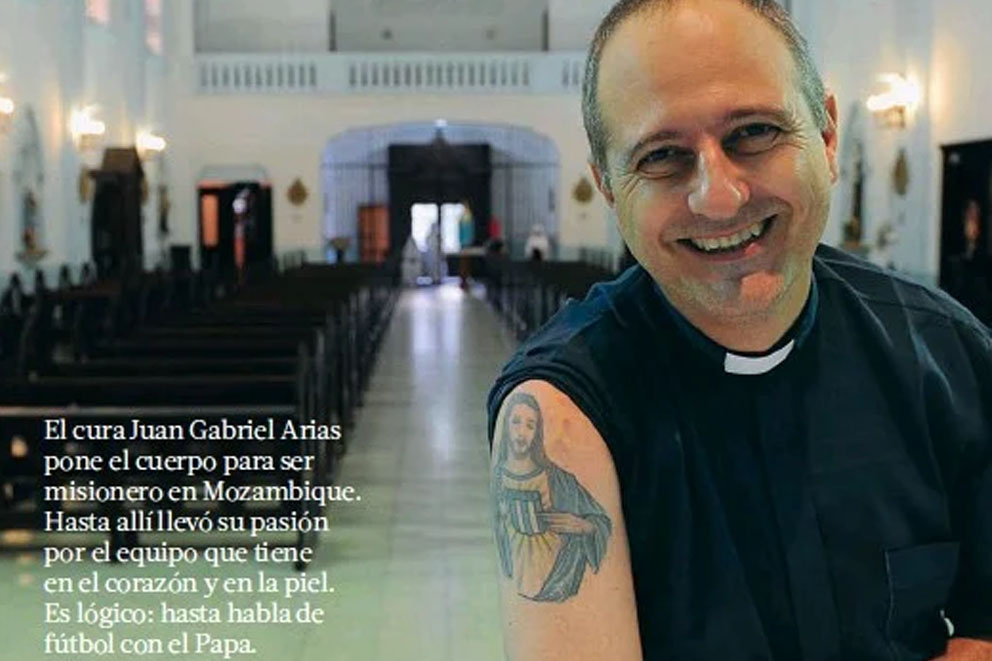 El cura Juan Gabriel Arias
pone el cuerpo para ser
misionero en Mozambique.
Hasta allí llevó su pasión
por el equipo que tiene
en el corazón y en la piel.
Es lógico: hasta habla de
fútbol con el Papa.